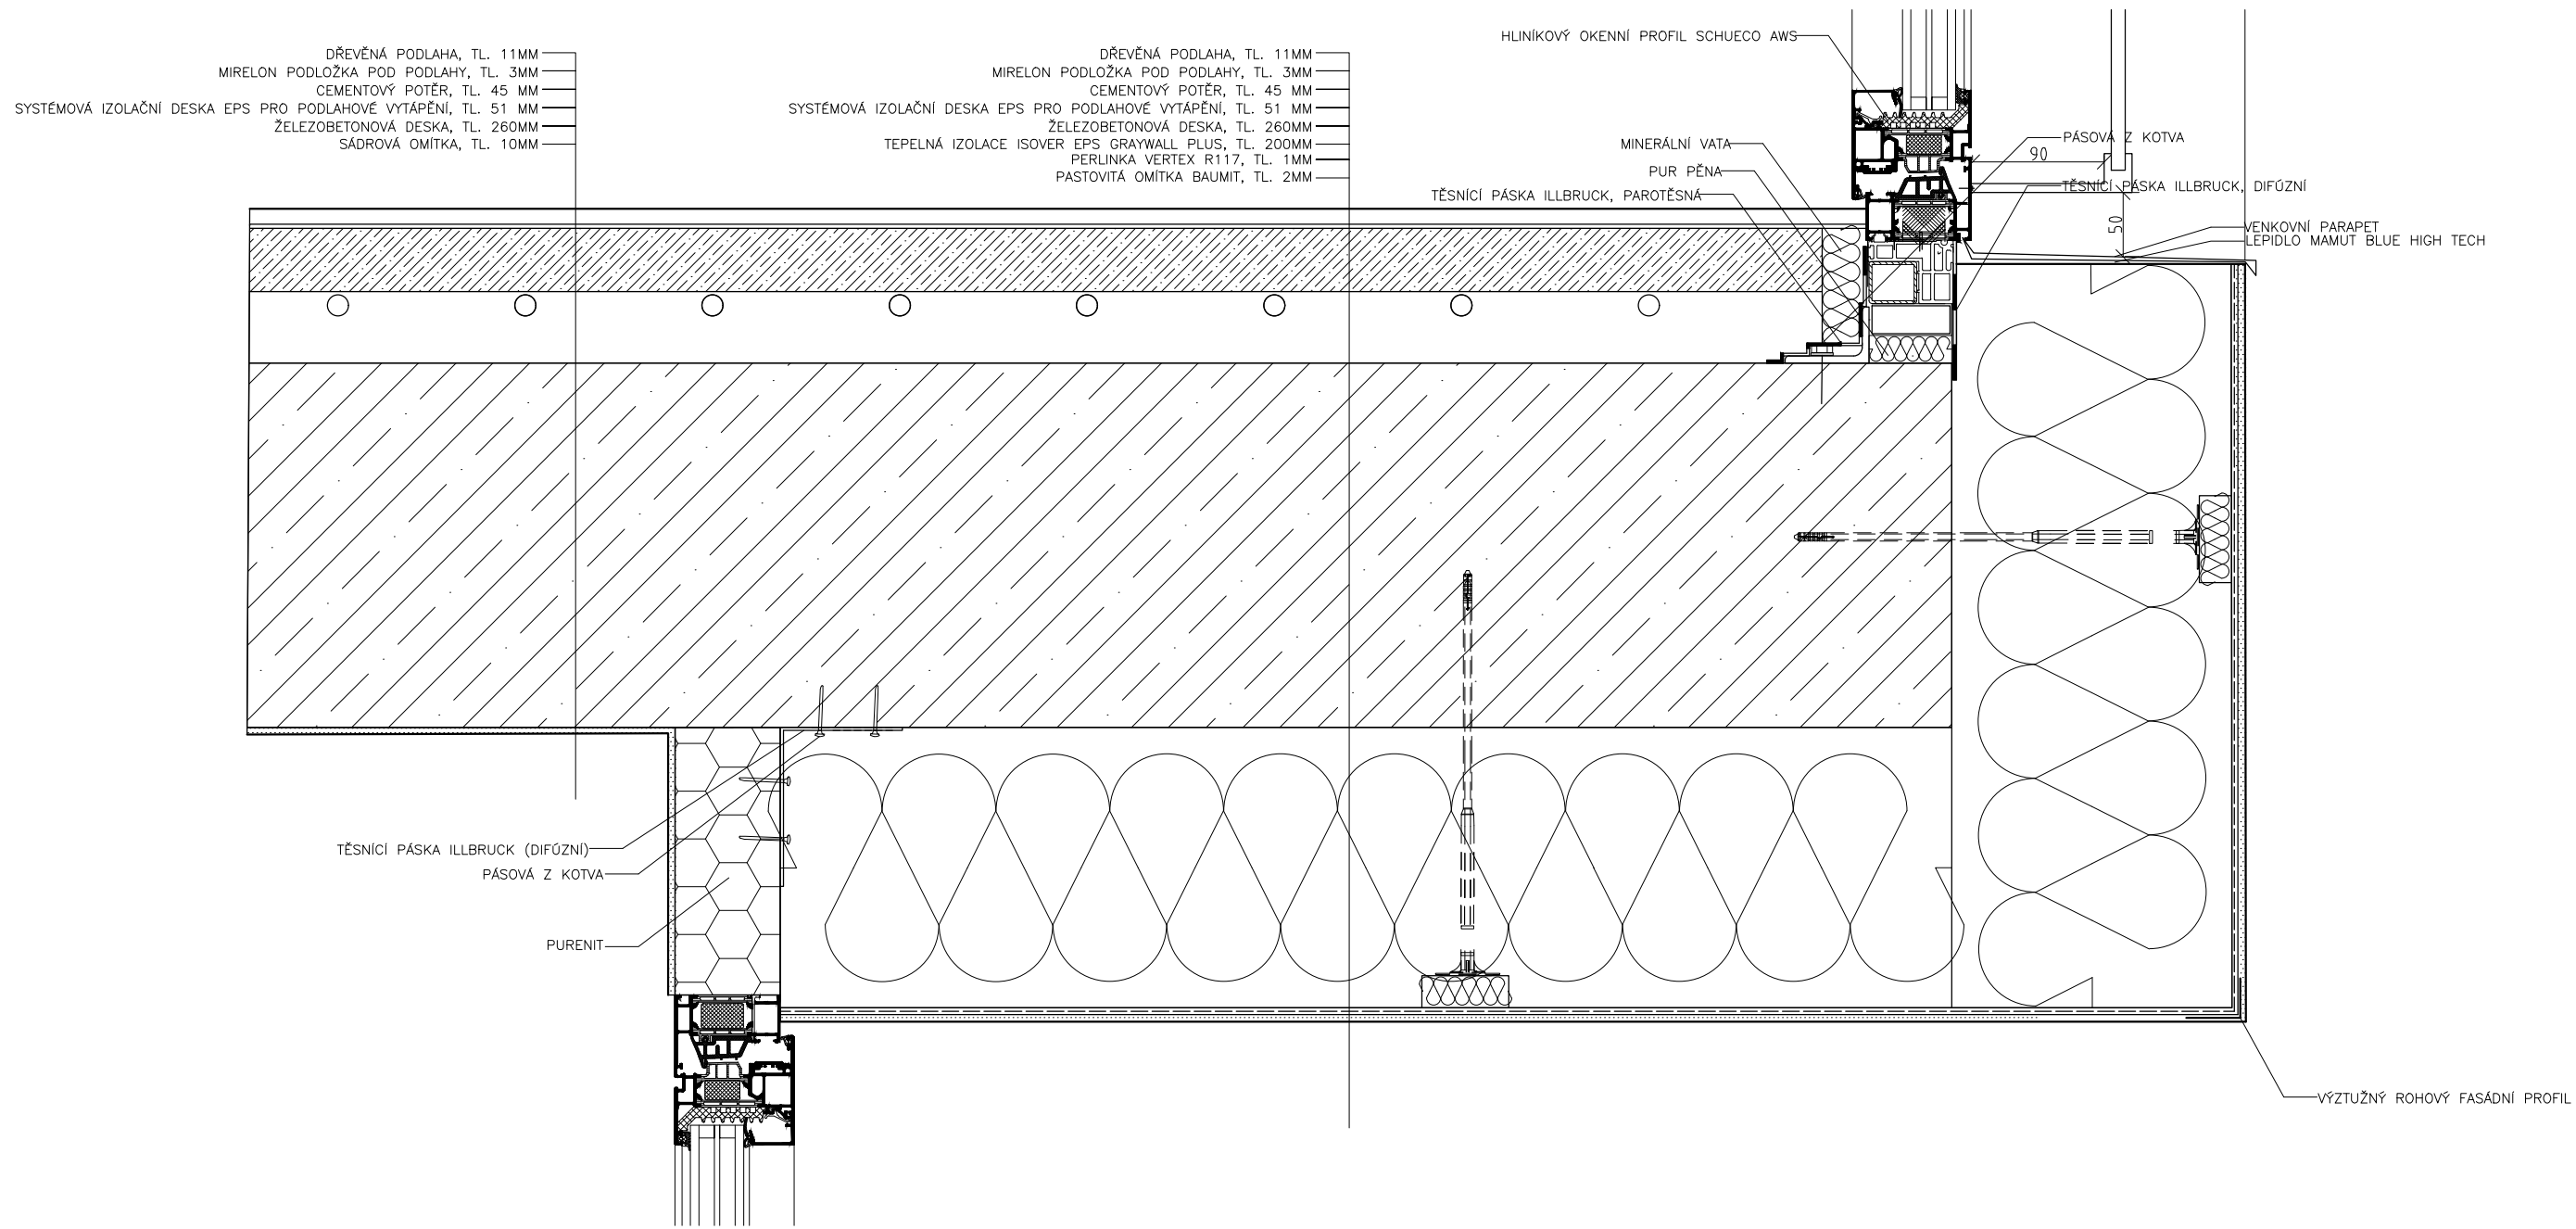 DŘEVĚNÁ PODLAHA, TL. 11MM
MIRELON PODLOŽKA POD PODLAHY, TL. 3MM
CEMENTOVÝ POTĚR, TL. 45 MM
SYSTÉMOVÁ IZOLAČNÍ DESKA EPS PRO PODLAHOVÉ VYTÁPĚNÍ, TL. 51 MM
ŽELEZOBETONOVÁ DESKA, TL. 260MM
SÁDROVÁ OMÍTKA, TL. 10MM
DŘEVĚNÁ PODLAHA, TL. 11MM
MIRELON PODLOŽKA POD PODLAHY, TL. 3MM
CEMENTOVÝ POTĚR, TL. 45 MM
SYSTÉMOVÁ IZOLAČNÍ DESKA EPS PRO PODLAHOVÉ VYTÁPĚNÍ, TL. 51 MM
ŽELEZOBETONOVÁ DESKA, TL. 260MM
TEPELNÁ IZOLACE ISOVER EPS GRAYWALL PLUS, TL. 200MM
PERLINKA VERTEX R117, TL. 1MM
PASTOVITÁ OMÍTKA BAUMIT, TL. 2MM
HLINÍKOVÝ OKENNÍ PROFIL SCHUECO AWS
MINERÁLNÍ VATA
PUR PĚNA
TĚSNÍCÍ PÁSKA ILLBRUCK, PAROTĚSNÁ
PÁSOVÁ Z KOTVA
90
TĚSNÍCÍ PÁSKA ILLBRUCK, DIFÚZNÍ
50
VENKOVNÍ PARAPET
LEPIDLO MAMUT BLUE HIGH TECH
TĚSNÍCÍ PÁSKA ILLBRUCK (DIFÚZNÍ)
PÁSOVÁ Z KOTVA
PURENIT
VÝZTUŽNÝ ROHOVÝ FASÁDNÍ PROFIL